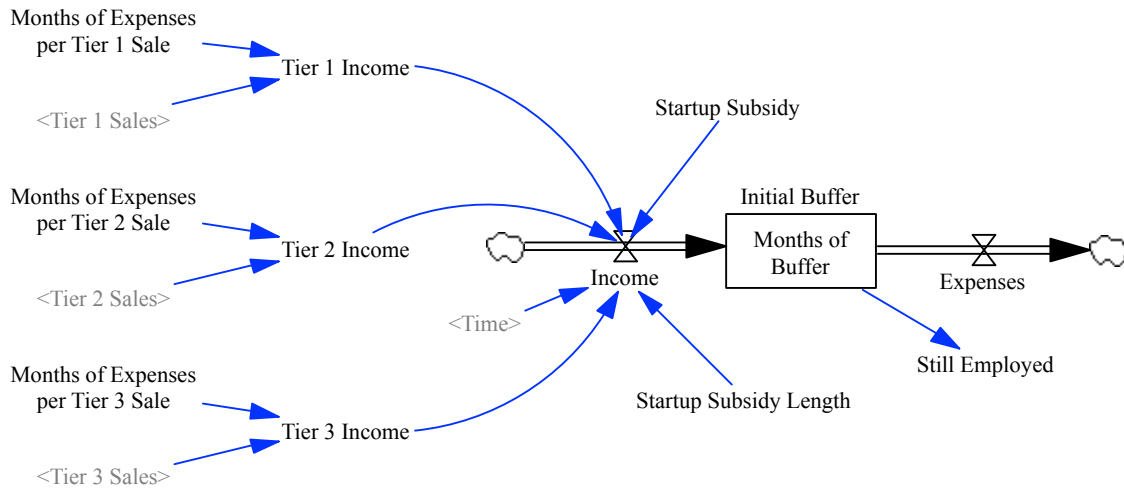 Months of Expenses
per Tier 1 Sale
Tier 1 Income
<Tier 1 Sales>
Startup Subsidy
Months of Expenses
per Tier 2 Sale
Tier 2 Income
<Tier 2 Sales>
Initial Buffer
Months of
Buffer
Income
Expenses
<Time>
Still Employed
Months of Expenses
per Tier 3 Sale
Startup Subsidy Length
Tier 3 Income
<Tier 3 Sales>